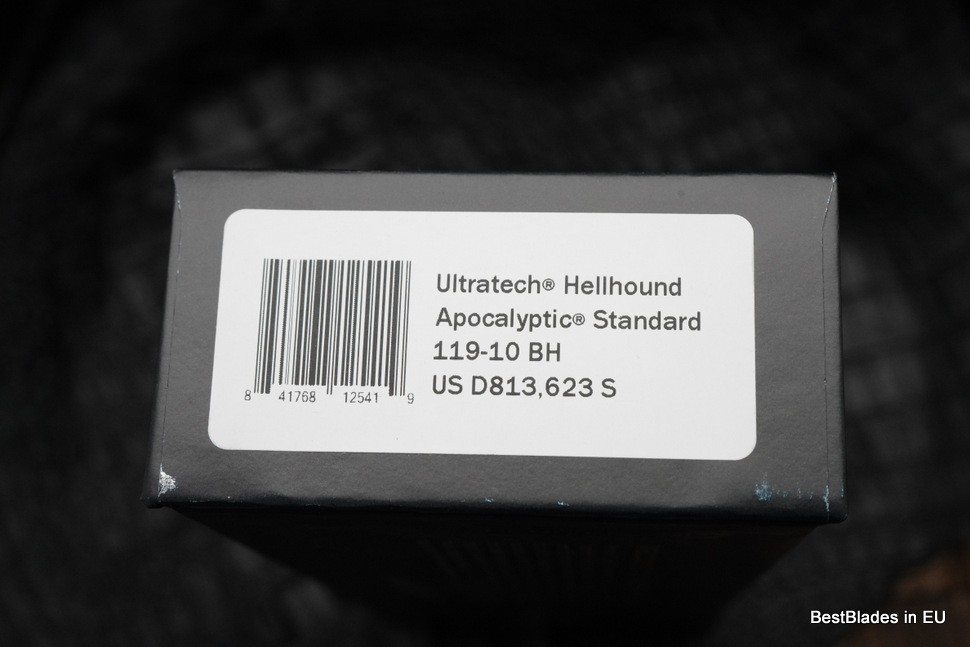 Ultratech® Hellhound
Apocalyptic® Standard
119-10 BH
US D813,623 S
8 41768 12541 9
BestBlades in EU